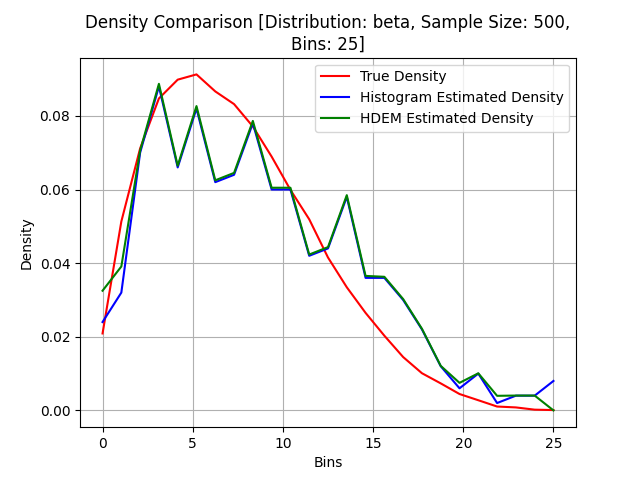 Density Comparison [Distribution: beta, Sample Size: 500,
Bins: 25]
True Density
Histogram Estimated Density
HDEM Estimated Density
Density
0.08
0.06
0.04
0.02
0.00
0
5
10
15
20
25
Bins